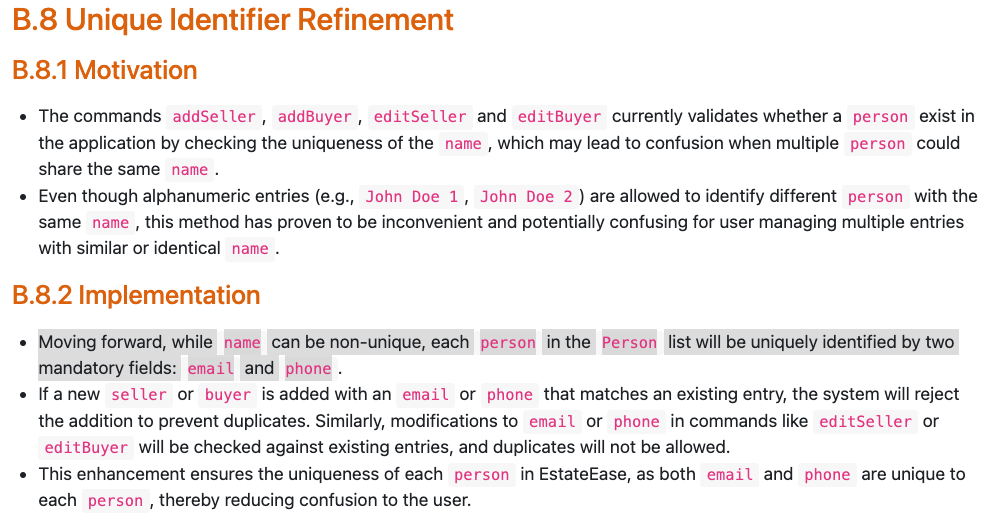 B.8 Unique Identifier Refinement
B.8.1 Motivation
• The commands addSeller , addBuyer , editSeller and editBuyer currently validates whether a person exist in
the application by checking the uniqueness of the name , which may lead to confusion when multiple person could
share the same name .
• Even though alphanumeric entries (e.g., John Doe 1 , John Doe 2 ) are allowed to identify different person with the
same name , this method has proven to be inconvenient and potentially confusing for user managing multiple entries
with similar or identical name .
B.8.2 Implementation
• Moving forward, while name can be non-unique, each person in the Person list will be uniquely identified by two
mandatory fields: email and phone .
• If a new seller or buyer is added with an email or phone that matches an existing entry, the system will reject
the addition to prevent duplicates. Similarly, modifications to email or phone in commands like editSeller or
editBuyer will be checked against existing entries, and duplicates will not be allowed.
• This enhancement ensures the uniqueness of each person in EstateEase, as both email and phone are unique to
each person , thereby reducing confusion to the user.